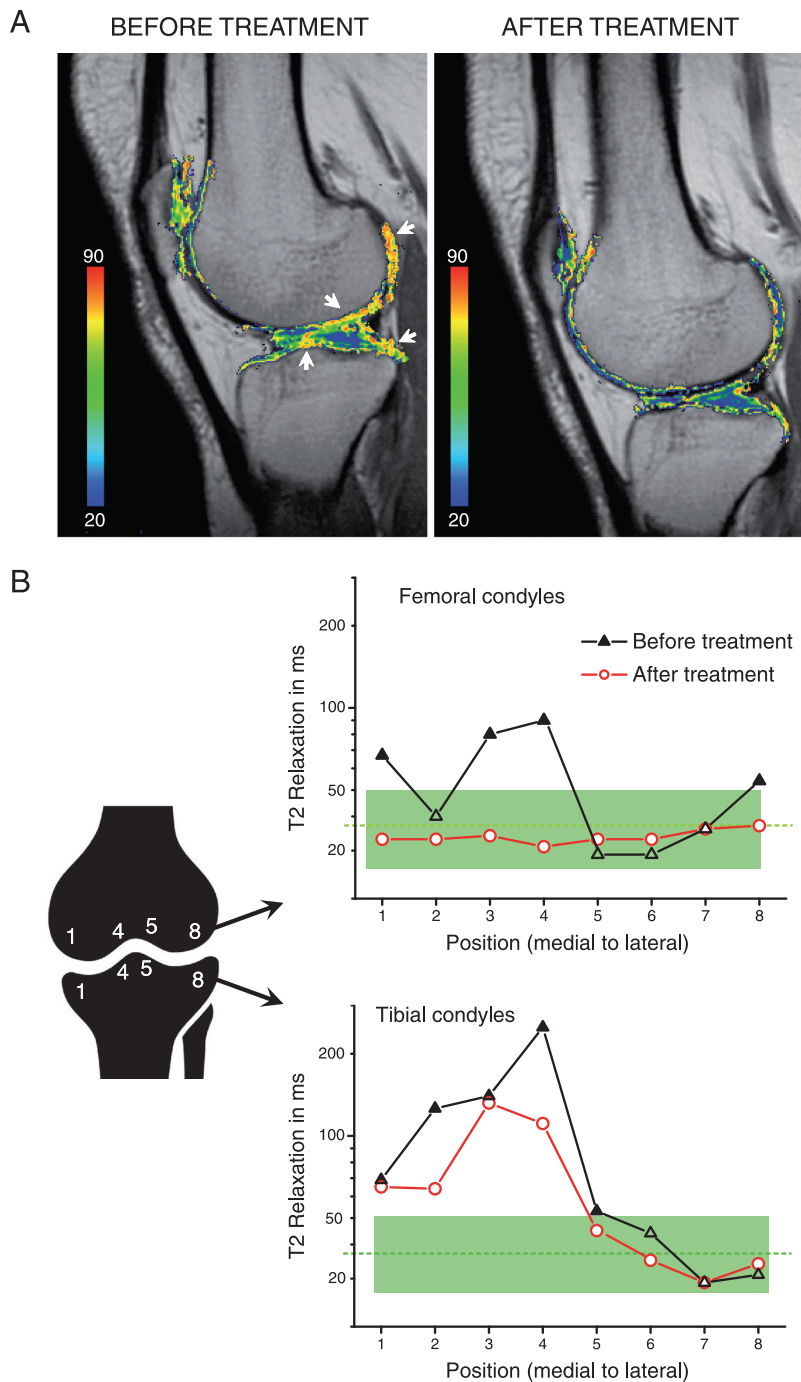 A
BEFORE TREATMENT
AFTER TREATMENT
90
20
90
20
B
Femoral condyles
Before treatment
After treatment
T2 Relaxation in ms
200
100
50
20
1 2 3 4 5 6 7 8
Position (medial to lateral)
1 4 5 8
1 4 5 8
Tibial condyles
T2 Relaxation in ms
200
100
50
20
1 2 3 4 5 6 7 8
Position (medial to lateral)